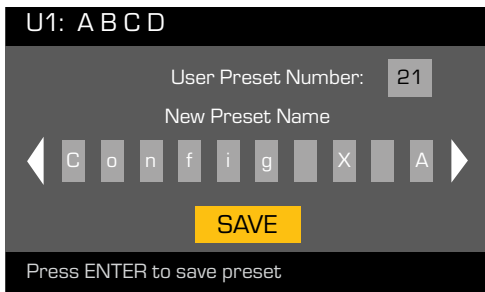 U1: A B C D
User Preset Number: 21
New Preset Name
C o n f i g X A
SAVE
Press ENTER to save preset